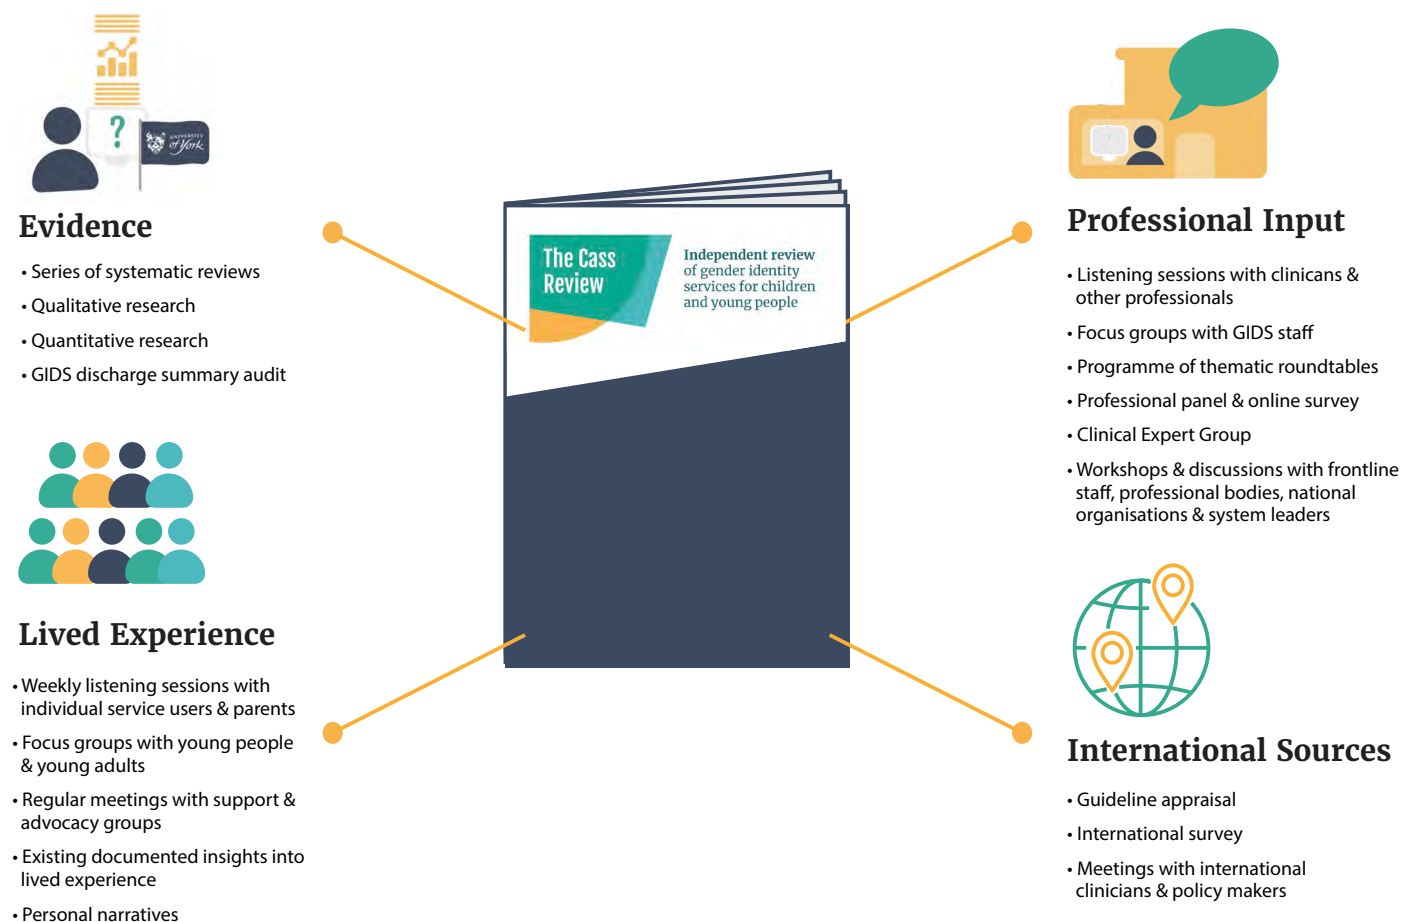 ?
UNIVERSITY
of York
Evidence
• Series of systematic reviews
• Qualitative research
• Quantitative research
• GIDS discharge summary audit
Lived Experience
• Weekly listening sessions with
individual service users & parents
• Focus groups with young people
& young adults
• Regular meetings with support &
advocacy groups
• Existing documented insights into
lived experience
• Personal narratives
The Cass
Review
Independent review
of gender identity
services for children
and young people
Professional Input
• Listening sessions with clinicans &
other professionals
• Focus groups with GIDS staff
• Programme of thematic roundtables
• Professional panel & online survey
• Clinical Expert Group
• Workshops & discussions with frontline
staff, professional bodies, national
organisations & system leaders
International Sources
• Guideline appraisal
• International survey
• Meetings with international
clinicians & policy makers